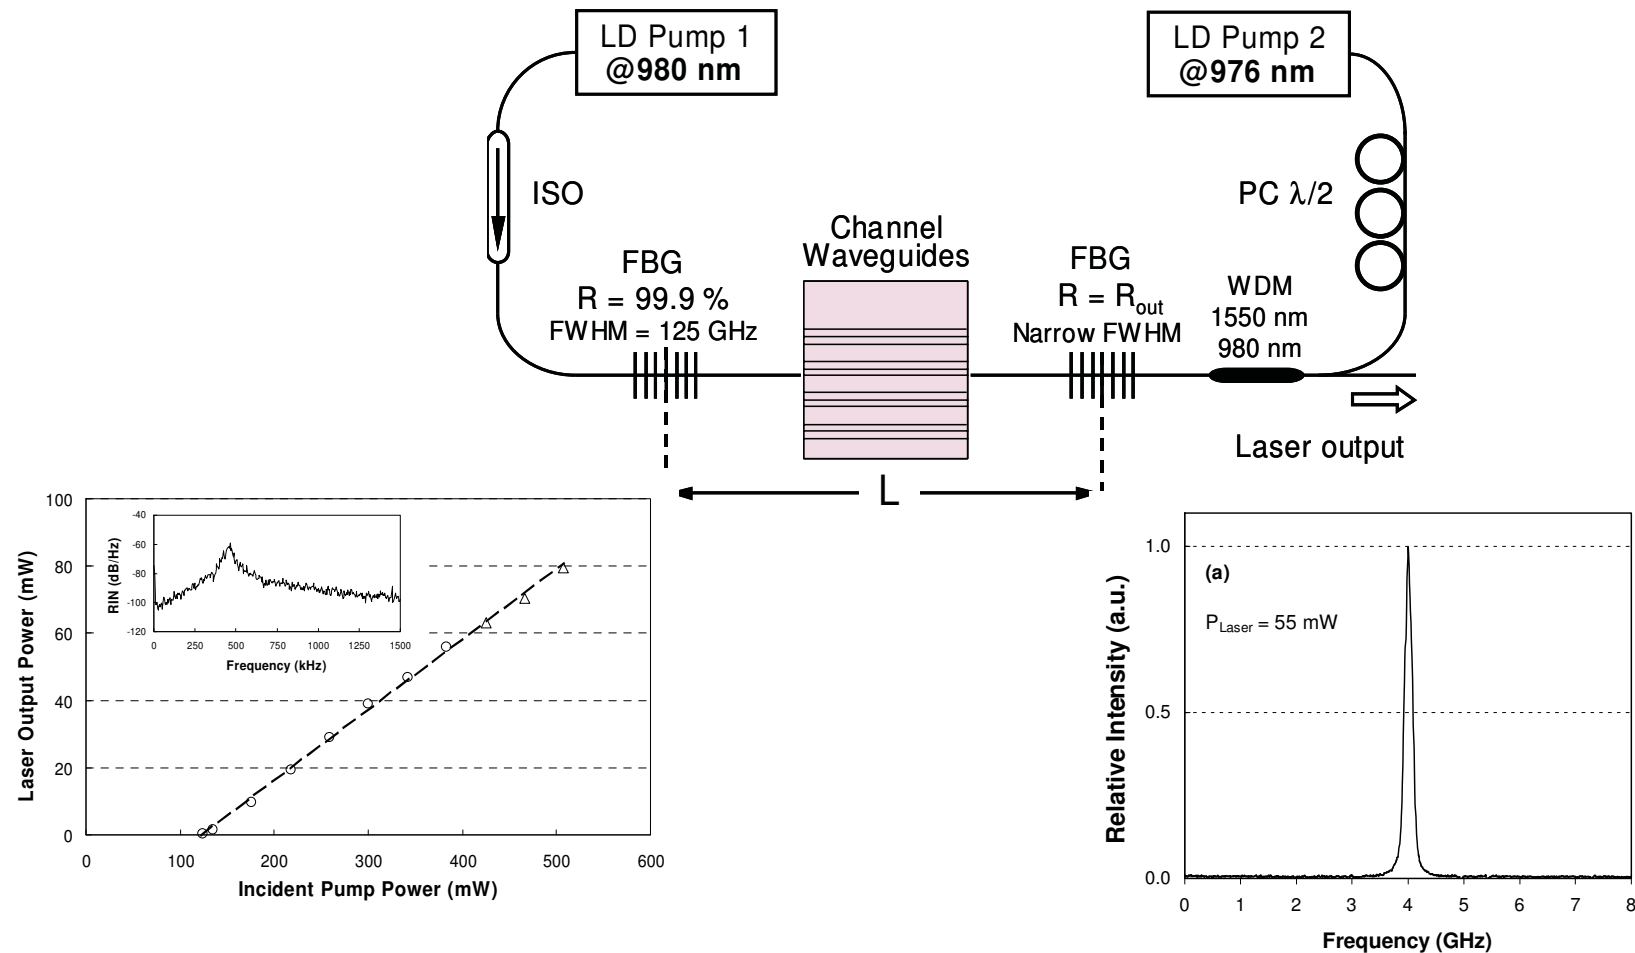 LD Pump 1
@980 nm
LD Pump 2
@976 nm
ISO
PC λ/2
Channel
Waveguides
FBG
R = 99.9 %
FWHM = 125 GHz
FBG
R = Rout
Narrow FWHM
WDM
1550 nm
980 nm
Laser output
L
100
80
60
40
20
0
0 100 200 300 400 500 600
Laser Output Power (mW)
Incident Pump Power (mW)
-40
-60
-80
-100
-120
0 250 500 750 1000 1250 1500
RIN (dB/Hz)
Frequency (kHz)
1.0
0.5
0.0
(a)
PLaser = 55 mW
0 1 2 3 4 5 6 7 8
Relative Intensity (a.u.)
Frequency (GHz)